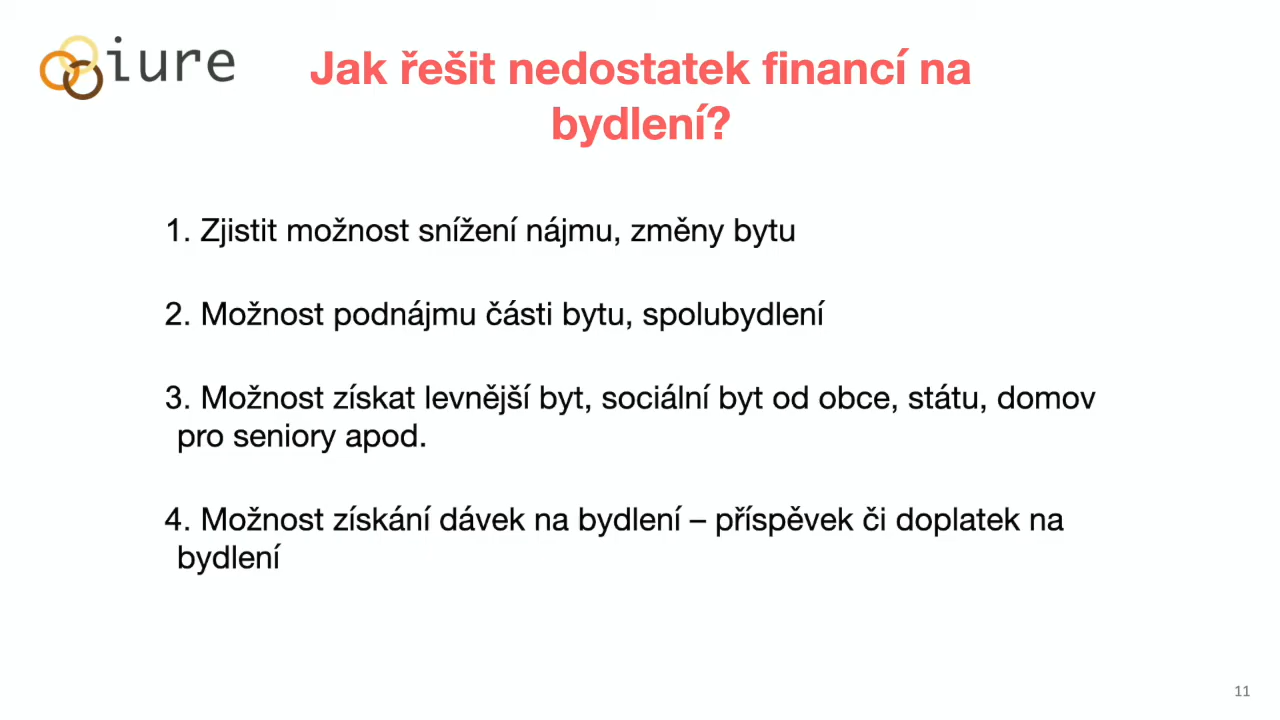 iure
Jak řešit nedostatek financí na
bydlení?
1. Zjistit možnost snížení nájmu, změny bytu
2. Možnost podnájmu části bytu, spolubydlení
3. Možnost získat levnější byt, sociální byt od obce, státu, domov
pro seniory apod.
4. Možnost získání dávek na bydlení – příspěvek či doplatek na
bydlení
11